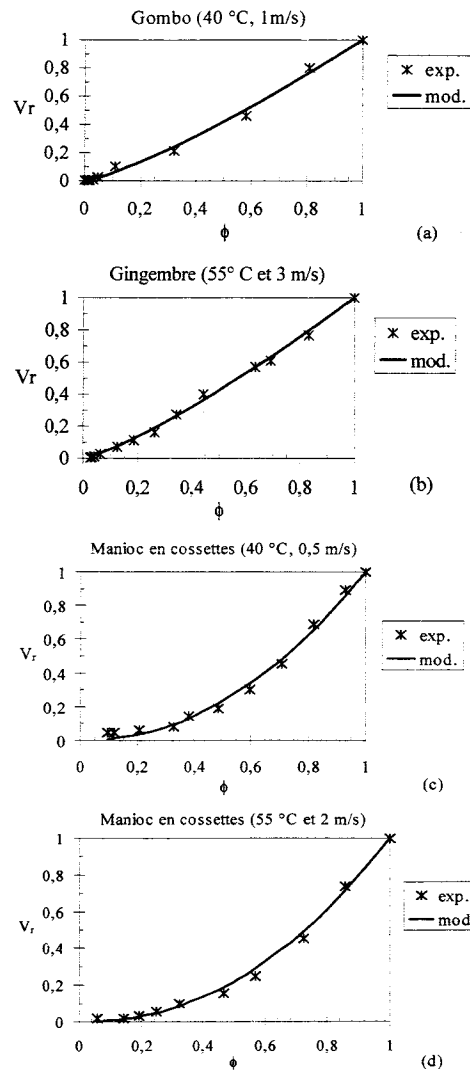 Gombo (40 °C, 1m/s)
1
0,8
0,6
0,4
0,2
0
Vr
0 0,2 0,4 0,6 0,8 1
ϕ
exp.
mod.
(a)
Gingembre (55° C et 3 m/s)
1
0,8
0,6
0,4
0,2
0
Vr
0 0,2 0,4 0,6 0,8 1
ϕ
exp.
mod.
(b)
Manioc en cossettes (40 °C, 0,5 m/s)
1
0,8
0,6
0,4
0,2
0
Vr
0 0,2 0,4 0,6 0,8 1
ϕ
exp.
mod.
(c)
Manioc en cossettes (55 °C et 2 m/s)
1
0,8
0,6
0,4
0,2
0
Vr
0 0,2 0,4 0,6 0,8 1
ϕ
exp.
mod.
(d)